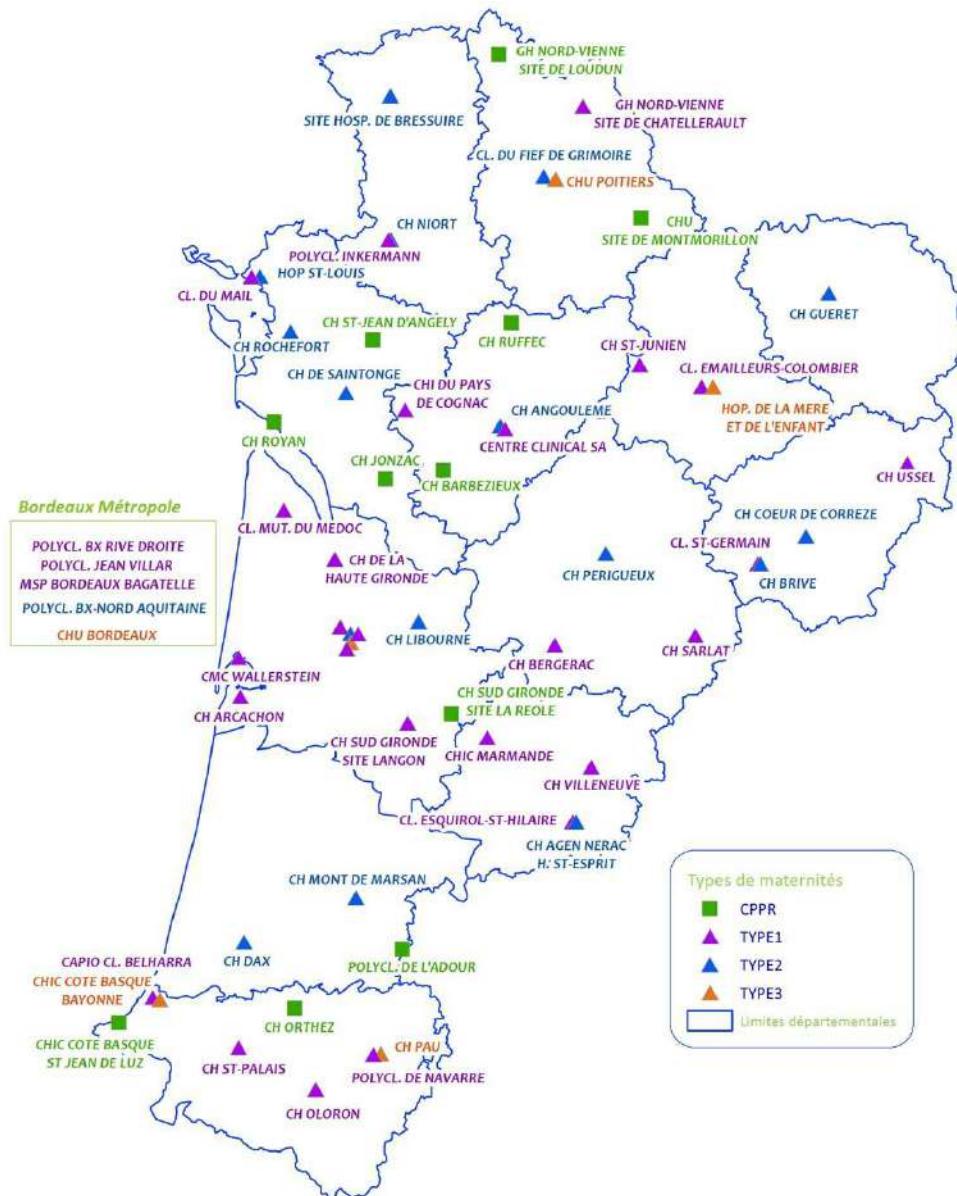 GH NORD-VIENNE
SITE DE LOUDUN
SITE HOSP. DE BRESSUIRE
GH NORD-VIENNE
SITE DE CHATELLERAULT
CL. DU FIEF DE GRIMOIRE
CHU POITIERS
CHU
SITE DE MONTMORILLON
CH NIORT
POLYCL. INKERMANN
HOP ST-LOUIS
CL. DU MAIL
CH GUERET
CH ST-JEAN D'ANGELY
CH ROCHEFORT
CH RUFFEC
CH ST-JUNIEN
CL. EMAILLEURS-COLOMBIER
CH DE SAINTONGE
CHI DU PAYS
DE COGNAC
CH ANGOULEME
HOP. DE LA MERE
ET DE L'ENFANT
CH ROYAN
CENTRE CLINICAL SA
CH JONZAC
CH BARBEZIEUX
CH USSEL
Bordeaux Métropole
POLYCL. BX RIVE DROITE
POLYCL. JEAN VILLAR
MSP BORDEAUX BAGATELLE
POLYCL. BX-NORD AQUITAINE
CHU BORDEAUX
CL. MUT. DU MEDOC
CH COEUR DE CORREZE
CL. ST-GERMAIN
CH DE LA
HAUTE GIRONDE
CH PERIGUEUX
CH BRIVE
CH LIBOURNE
CH BERGERAC
CH SARLAT
CMC WALLERSTEIN
CH SUD GIRONDE
SITE LA REOLE
CH ARCACHON
CH SUD GIRONDE
SITE LANGON
CHIC MARMANDE
CH VILLENEUVE
CL. ESQUIROL-ST-HILAIRE
CH AGEN NERAC
H. ST-ESPRIT
CH MONT DE MARSAN
CH DAX
POLYCL. DE L'ADOUR
CAPIO CL. BELHARRA
CHIC COTE BASQUE
BAYONNE
CH ORTHEZ
CHIC COTE BASQUE
ST JEAN DE LUZ
CH ST-PALAIS
CH PAU
POLYCL. DE NAVARRE
CH OLORON
Types de maternités
CPPR
TYPE1
TYPE2
TYPE3
Limites départementales